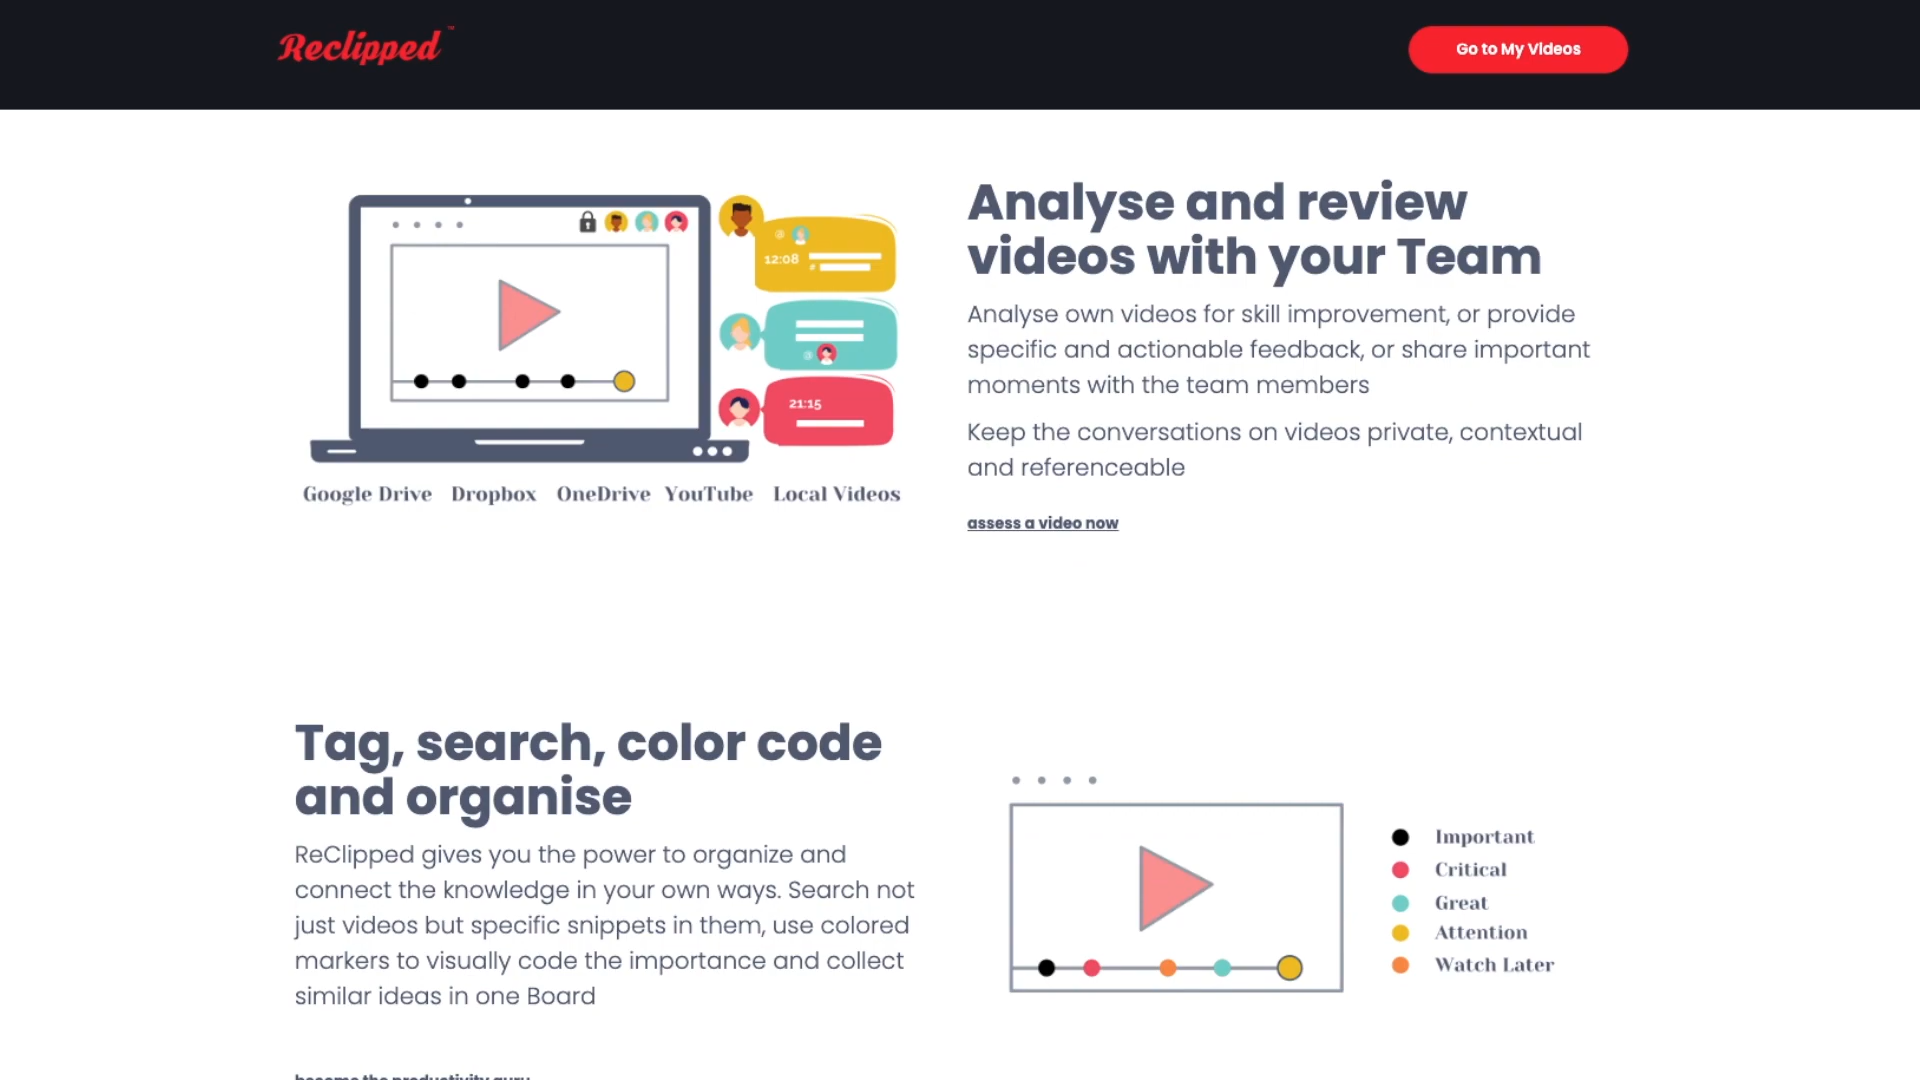 Reclipped™
Go to My Videos
12:08
21:15
Google Drive Dropbox OneDrive YouTube Local Videos
Analyse and review
videos with your Team
Analyse own videos for skill improvement, or provide
specific and actionable feedback, or share important
moments with the team members
Keep the conversations on videos private, contextual
and referenceable
assess a video now
Tag, search, color code
and organise
ReClipped gives you the power to organize and
connect the knowledge in your own ways. Search not
just videos but specific snippets in them, use colored
markers to visually code the importance and collect
similar ideas in one Board
become the productivity guru
Important
Critical
Great
Attention
Watch Later